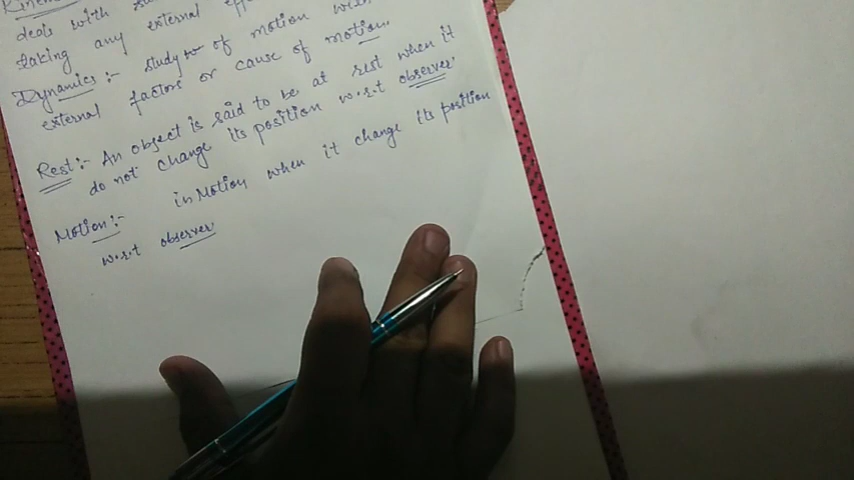 deals with
taking any external
Dynamics :- study of motion
external factors or cause of motion.
Rest :- An object is said to be at rest when it
do not change its position w.r.t observer.
Motion :- in Motion when it change its position
w.r.t observer